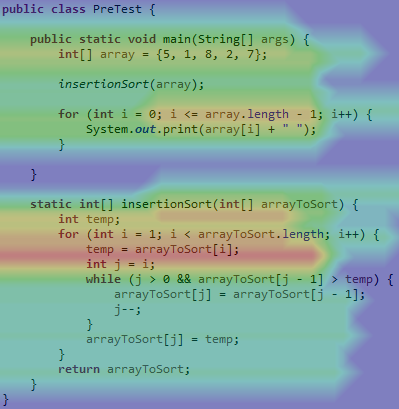 public class PreTest {
public static void main(String[] args) {
int[] array = {5, 1, 8, 2, 7};
insertionSort(array);
for (int i = 0; i <= array.length - 1; i++) {
System.out.print(array[i] + " ");
}
}
static int[] insertionSort(int[] arrayToSort) {
int temp;
for (int i = 1; i < arrayToSort.length; i++) {
temp = arrayToSort[i];
int j = i;
while (j > 0 && arrayToSort[j - 1] > temp) {
arrayToSort[j] = arrayToSort[j - 1];
j--;
}
arrayToSort[j] = temp;
}
return arrayToSort;
}
}